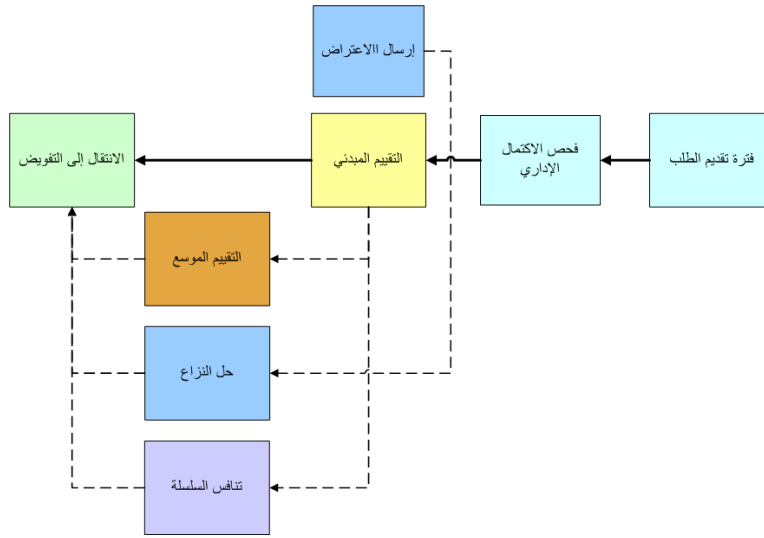 إرسال االاعتراض
فترة تقديم الطلب
فحص الاكتمال
الإداري
التقييم المبدئي
الانتقال إلى التفويض
التقييم الموسع
حل النزاع
تنافس السلسلة